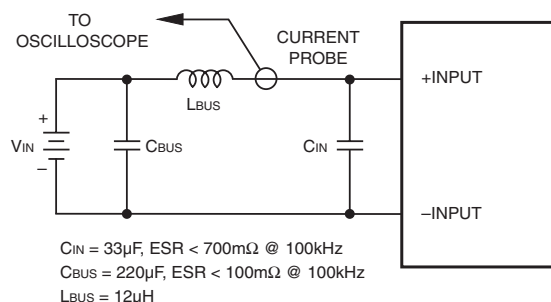 TO
OSCILLOSCOPE
CURRENT
PROBE
+INPUT
LBUS
+
VIN
−
CBUS
CIN
−INPUT
CIN = 33µF, ESR < 700mΩ @ 100kHz
CBUS = 220µF, ESR < 100mΩ @ 100kHz
LBUS = 12µH